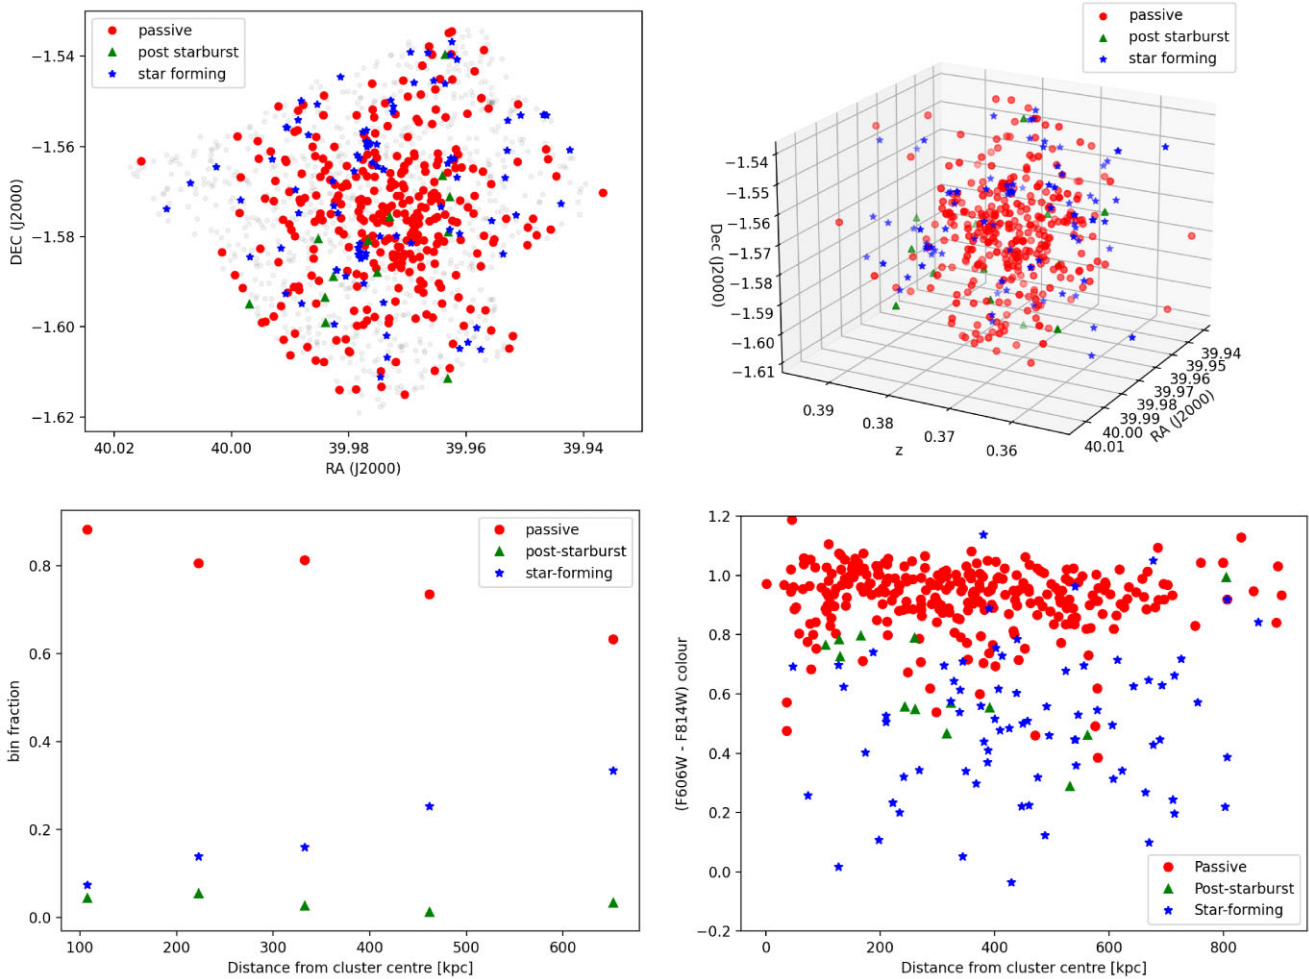 passive
post starburst
star forming
−1.54
−1.56
−1.58
−1.60
−1.62
DEC (J2000)
40.02
40.00
39.98
39.96
39.94
RA (J2000)
passive
post starburst
star forming
−1.54
−1.55
−1.56
−1.57
−1.58
−1.59
−1.60
−1.61
Dec (J2000)
0.39
0.38
0.37
0.36
z
39.94
39.95
39.96
39.97
39.98
39.99
40.00
40.01
RA (J2000)
passive
post-starburst
star-forming
0.8
0.6
0.4
0.2
0.0
bin fraction
100
200
300
400
500
600
Distance from cluster centre [kpc]
1.2
1.0
0.8
0.6
0.4
0.2
0.0
−0.2
(F606W - F814W) colour
Passive
Post-starburst
Star-forming
0
200
400
600
800
Distance from cluster centre [kpc]